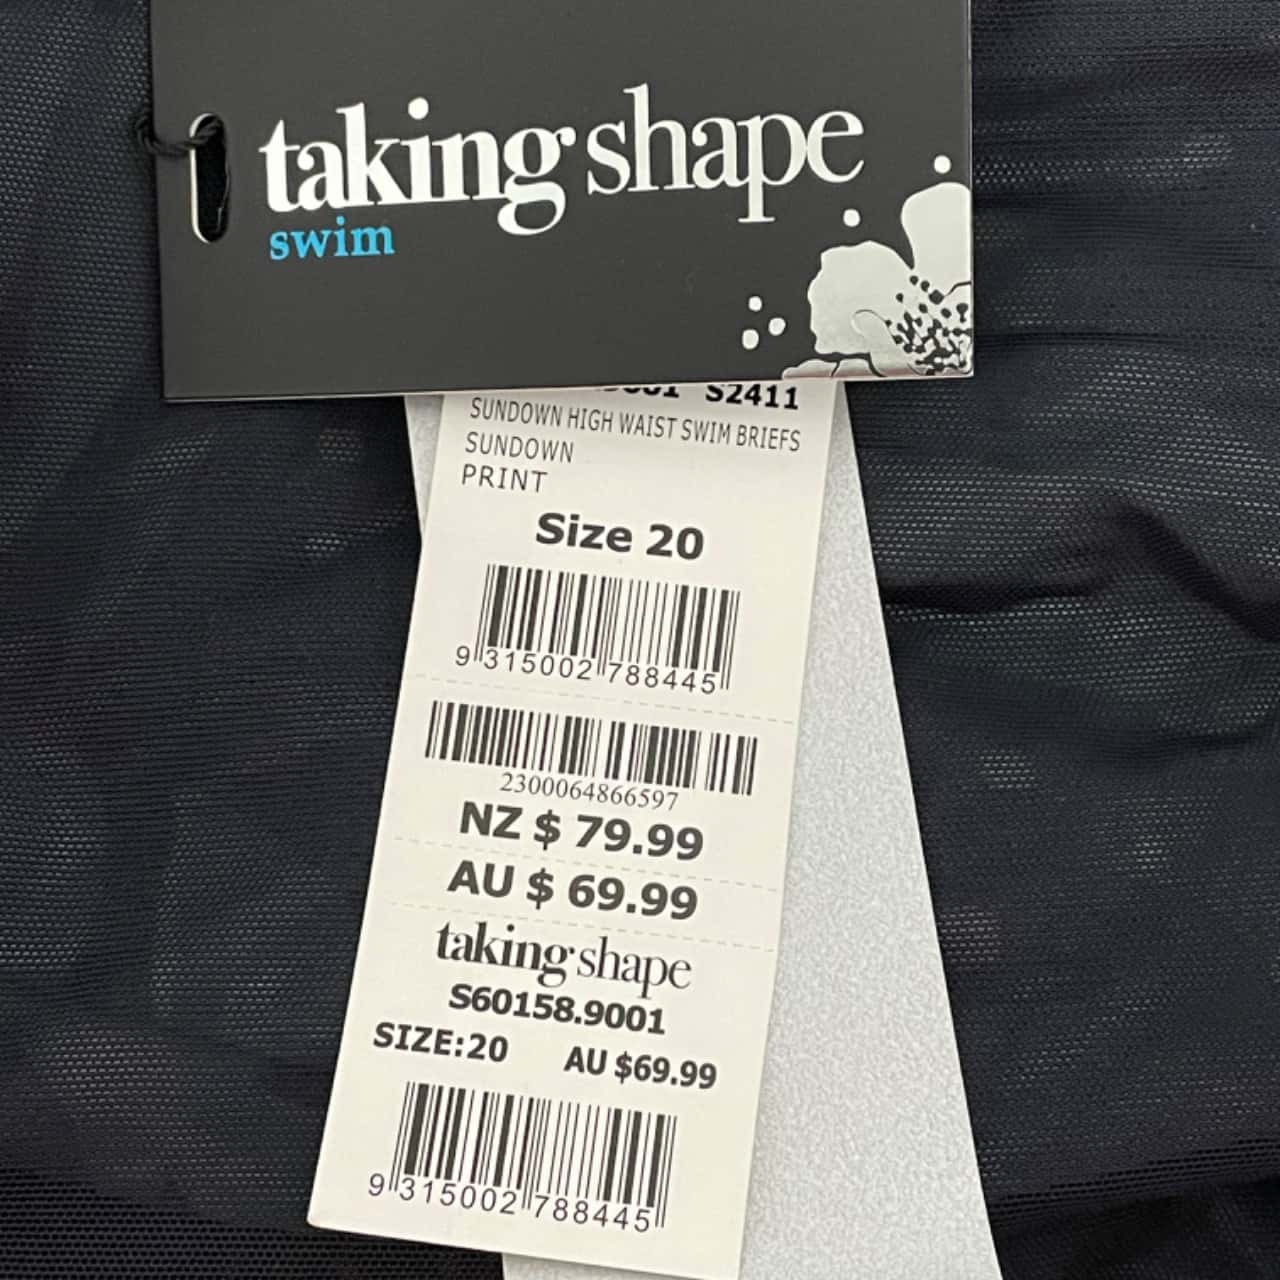 taking shape
swim
S2411
SUNDOWN HIGH WAIST SWIM BRIEFS
SUNDOWN
PRINT
Size 20
9 315002 788445
2300064866597
NZ $ 79.99
AU $ 69.99
taking shape
S60158.9001
SIZE:20 AU $69.99
9 315002 788445